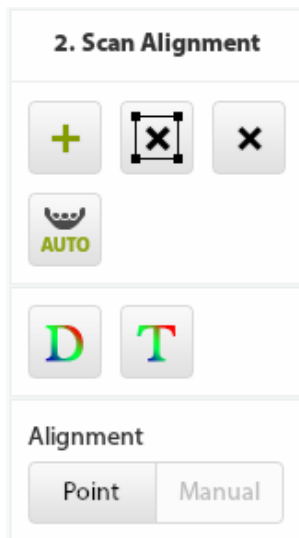 2. Scan Alignment
AUTO
D T
Alignment
Point Manual